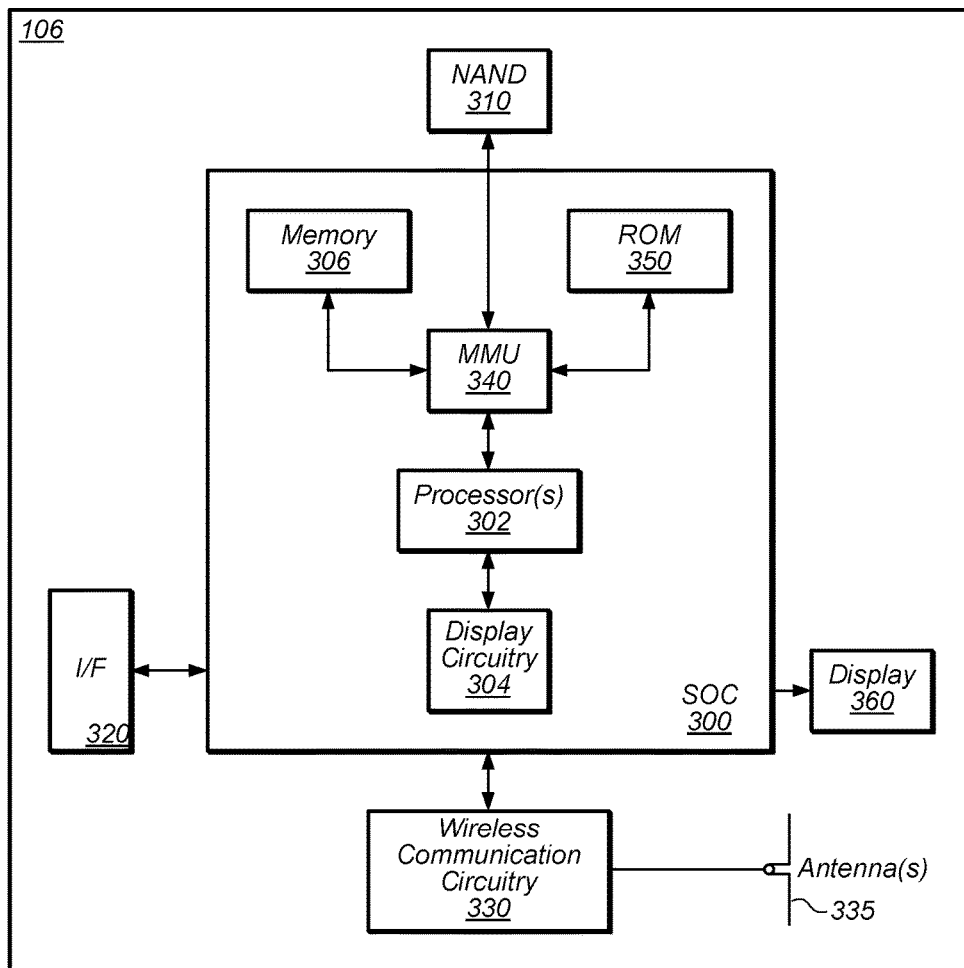 106
NAND
310
Memory
306
ROM
350
MMU
340
Processor(s)
302
Display
Circuitry
304
I/F
320
SOC
300
Display
360
Wireless
Communication
Circuitry
330
Antenna(s)
335